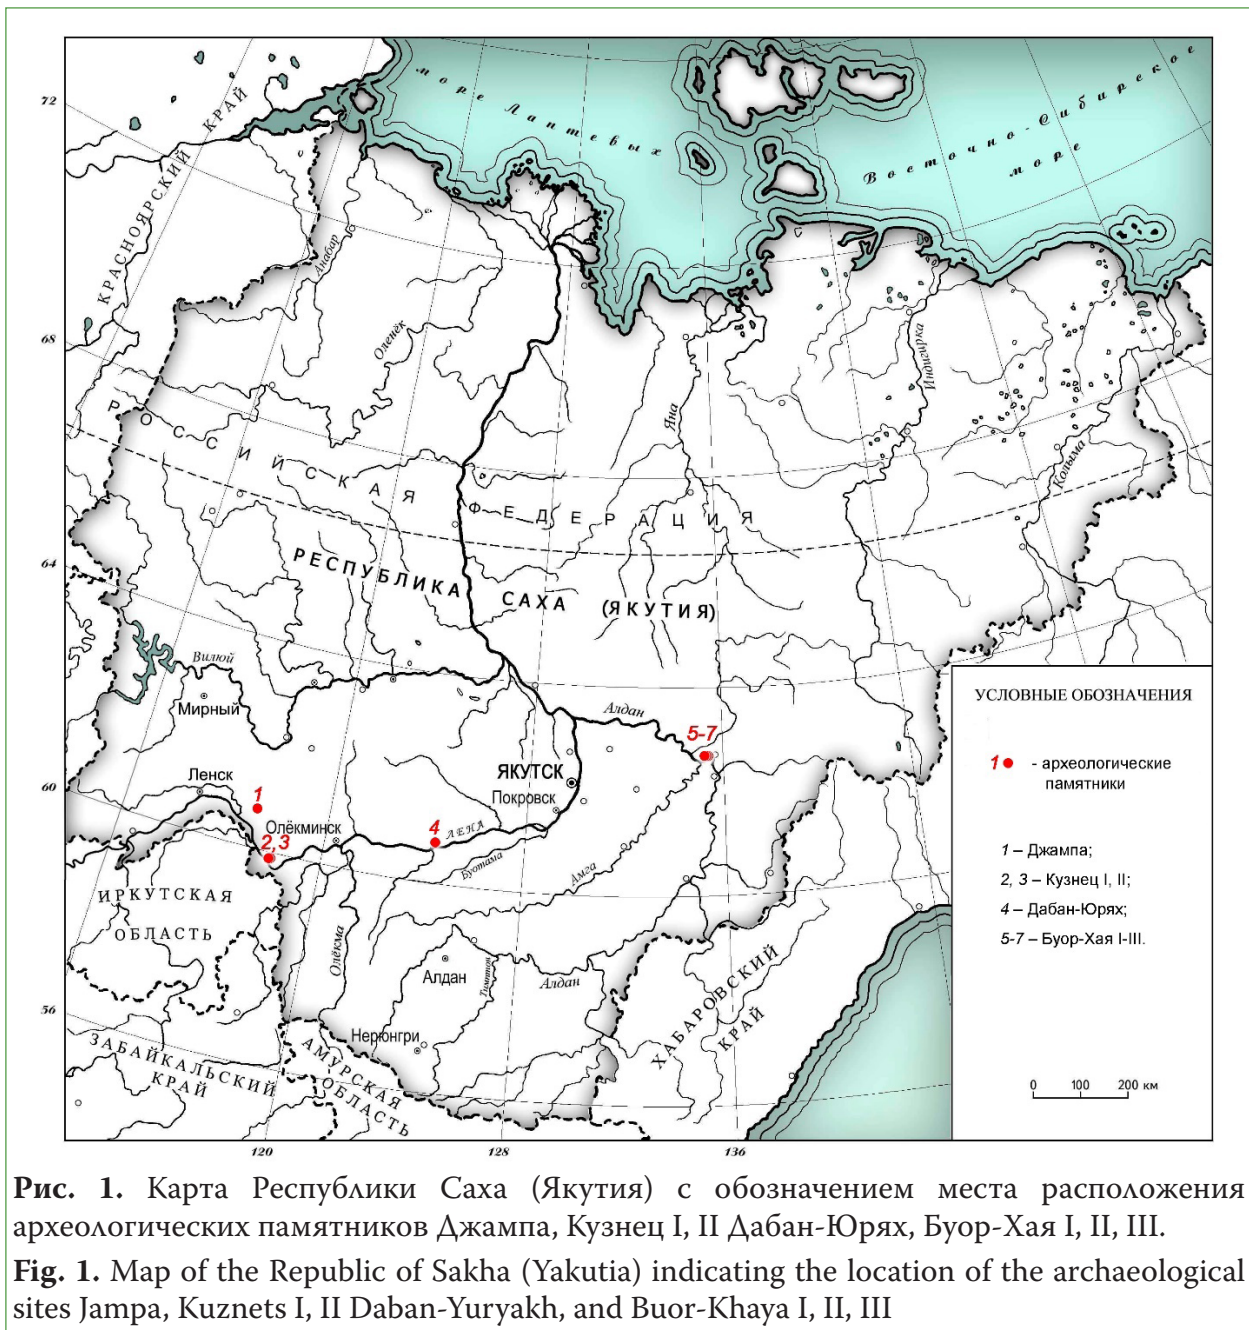 72
68
64
60
56
120
128
136
КРАСНОЯРСКИЙ КРАЙ
море Лаптевых
Восточно-Сибирское
море
Анабар
Оленёк
Яна
Индигирка
Колыма
РОССИЙСКАЯ ФЕДЕРАЦИЯ
РЕСПУБЛИКА САХА (ЯКУТИЯ)
Вилюй
Мирный
Алдан
5-7
Ленск
1
ЯКУТСК
Покровск
Олёкминск
2,3
4
ЛЕНА
Буотама
Амга
ИРКУТСКАЯ
ОБЛАСТЬ
Олёкма
Алдан
Тимптон
Алдан
Нерюнгри
ЗАБАЙКАЛЬСКИЙ
КРАЙ
АМУРСКАЯ
ОБЛАСТЬ
ХАБАРОВСКИЙ
КРАЙ
УСЛОВНЫЕ ОБОЗНАЧЕНИЯ
1 - археологические
памятники
1 – Джампа;
2, 3 – Кузнец I, II;
4 – Дабан-Юрях;
5-7 – Буор-Хая I-III.
0 100 200 км
Рис. 1. Карта Республики Саха (Якутия) с обозначением места расположения
археологических памятников Джампа, Кузнец I, II Дабан-Юрях, Буор-Хая I, II, III.
Fig. 1. Map of the Republic of Sakha (Yakutia) indicating the location of the archaeological
sites Jampa, Kuznets I, II Daban-Yuryakh, and Buor-Khaya I, II, III